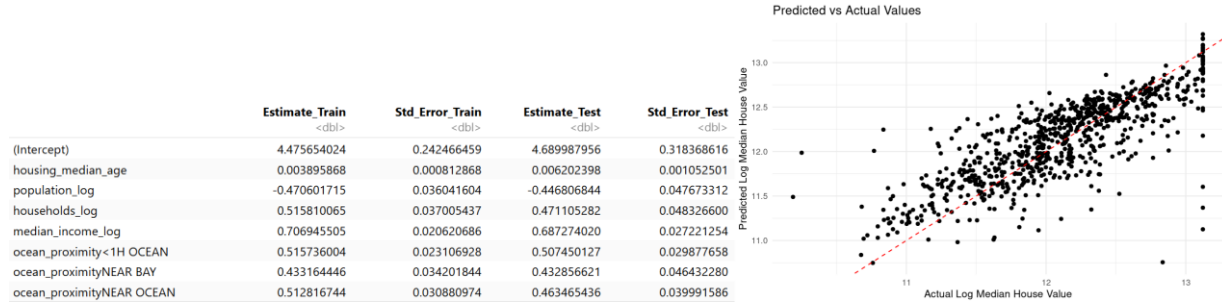 Estimate_Train Std_Error_Train Estimate_Test Std_Error_Test
<dbl> <dbl> <dbl> <dbl>
(Intercept) 4.475654024 0.242466459 4.689987956 0.318368616
housing_median_age 0.003895868 0.000812868 0.006202398 0.001052501
population_log -0.470601715 0.036041604 -0.446806844 0.047673312
households_log 0.515810065 0.037005437 0.471105282 0.048326600
median_income_log 0.706945505 0.020620686 0.687274020 0.027221254
ocean_proximity<1H OCEAN 0.515736004 0.023106928 0.507450127 0.029877658
ocean_proximityNEAR BAY 0.433164446 0.034201844 0.432856621 0.046432280
ocean_proximityNEAR OCEAN 0.512816744 0.030880974 0.463465436 0.039991586
Predicted vs Actual Values
Predicted Log Median House Value
13.0
12.5
12.0
11.5
11.0
11 12 13
Actual Log Median House Value